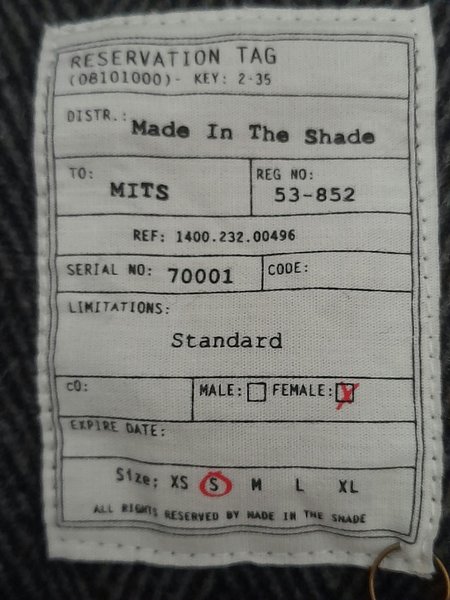 RESERVATION TAG
(08101000)- KEY: 2-35
DISTR.: Made In The Shade
TO: MITS
REG NO: 53-852
REF: 1400.232.00496
SERIAL NO: 70001 CODE:
LIMITATIONS:
Standard
cO: MALE: FEMALE: X
EXPIRE DATE:
Size: XS S M L XL
ALL RIGHTS RESERVED BY MADE IN THE SHADE